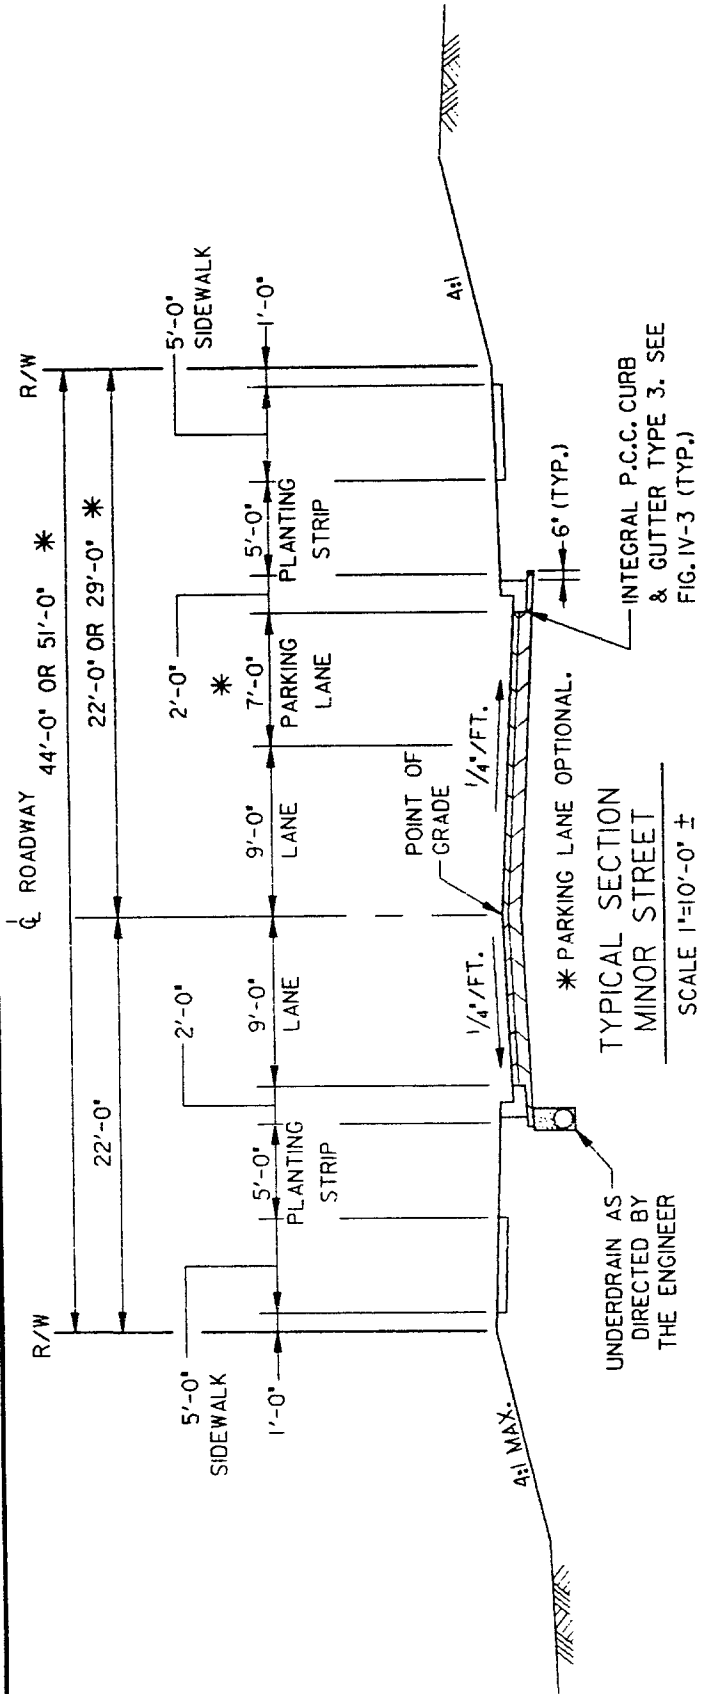 ℄ ROADWAY
R/W
R/W
44'-0" OR 51'-0" *
22'-0"
22'-0" OR 29'-0" *
5'-0"
SIDEWALK
2'-0"
2'-0"
5'-0"
SIDEWALK
*
1'-0"
5'-0"
PLANTING
STRIP
9'-0"
LANE
9'-0"
LANE
7'-0"
PARKING
LANE
5'-0"
PLANTING
STRIP
1'-0"
POINT OF
GRADE
1/4"/FT.
1/4"/FT.
4:1 MAX.
4:1
6" (TYP.)
UNDERDRAIN AS
DIRECTED BY
THE ENGINEER
* PARKING LANE OPTIONAL.
INTEGRAL P.C.C. CURB
& GUTTER TYPE 3. SEE
FIG. IV-3 (TYP.)
TYPICAL SECTION
MINOR STREET
SCALE 1"=10'-0" ±